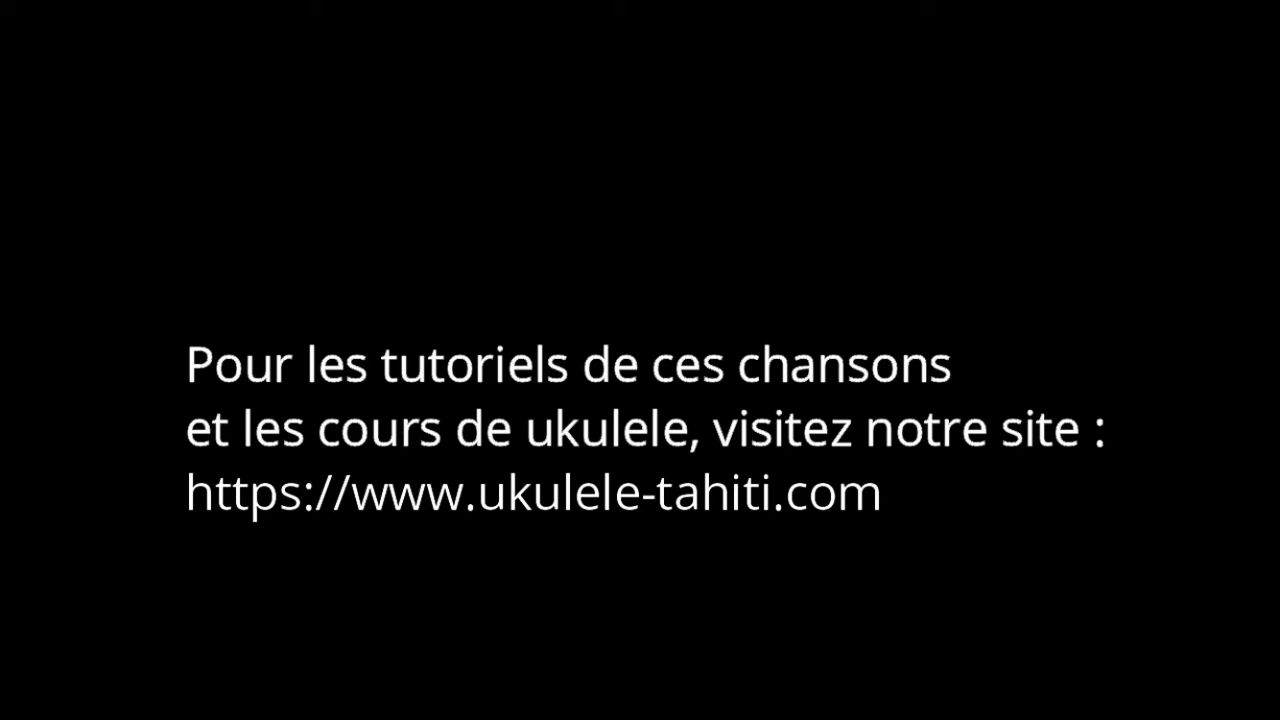 Pour les tutoriels de ces chansons
et les cours de ukulele, visitez notre site :
https://www.ukulele-tahiti.com